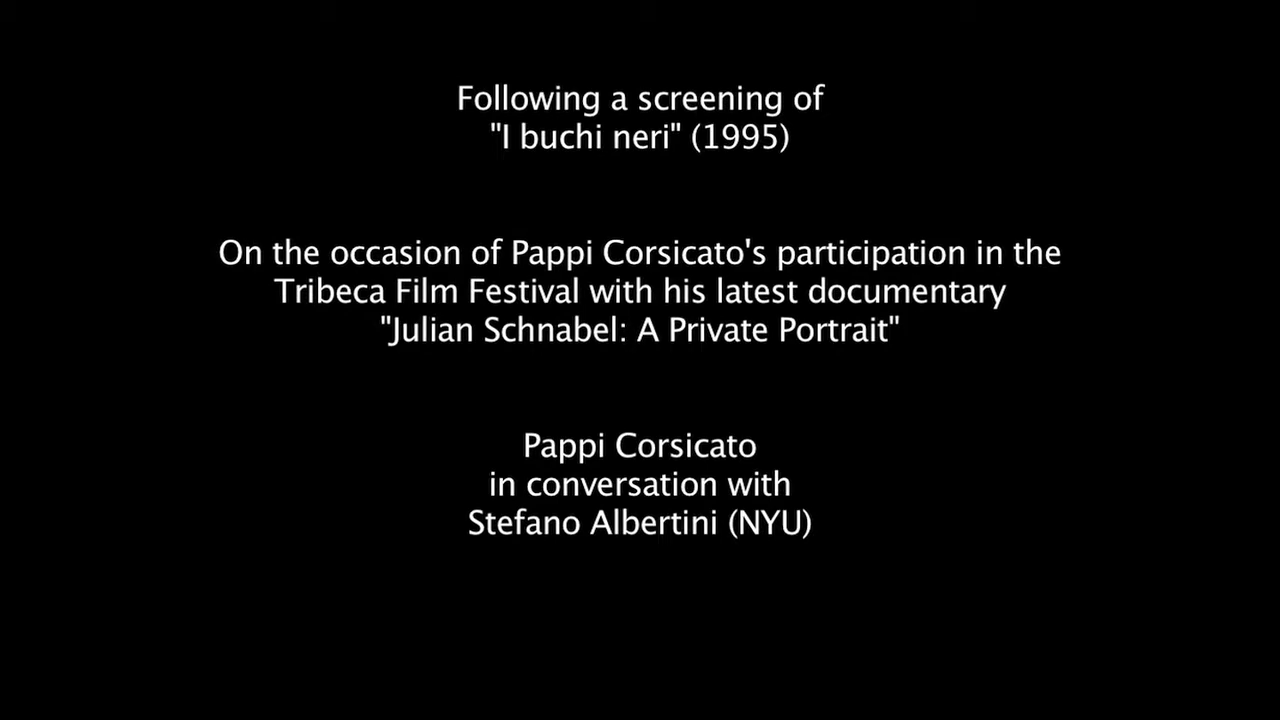 Following a screening of
"I buchi neri" (1995)
On the occasion of Pappi Corsicato's participation in the
Tribeca Film Festival with his latest documentary
"Julian Schnabel: A Private Portrait"
Pappi Corsicato
in conversation with
Stefano Albertini (NYU)